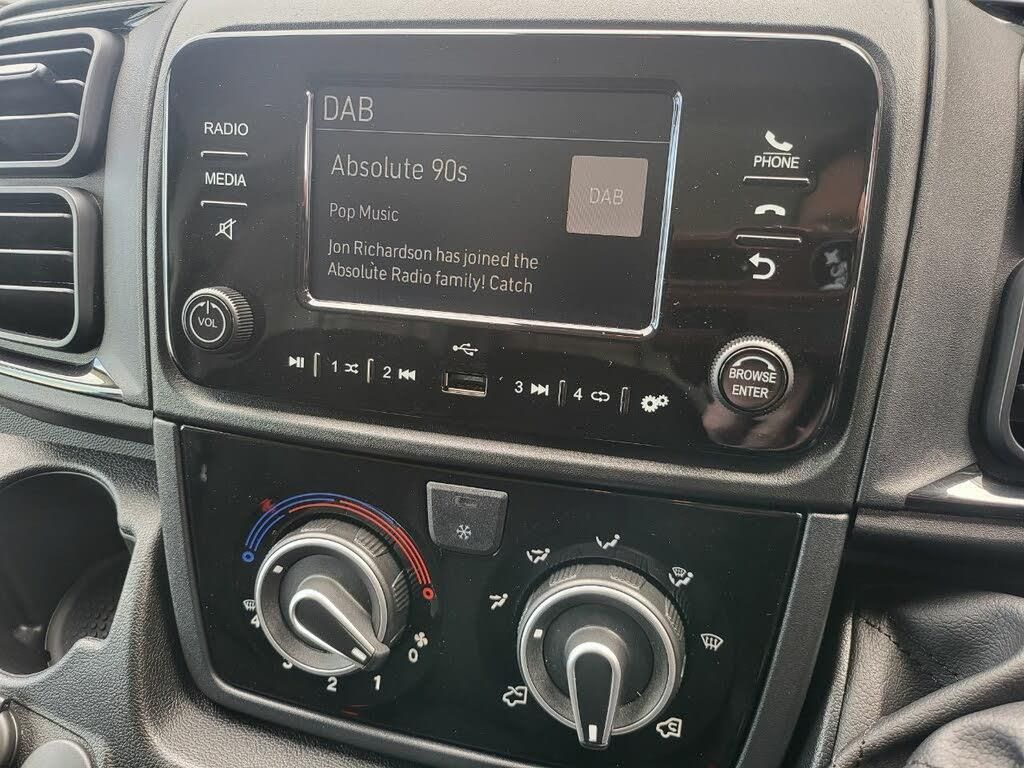 RADIO
MEDIA
VOL
DAB
Absolute 90s
DAB
Pop Music
Jon Richardson has joined the
Absolute Radio family! Catch
PHONE
BROWSE
ENTER
1
2
3
4
4
3
2
1
0